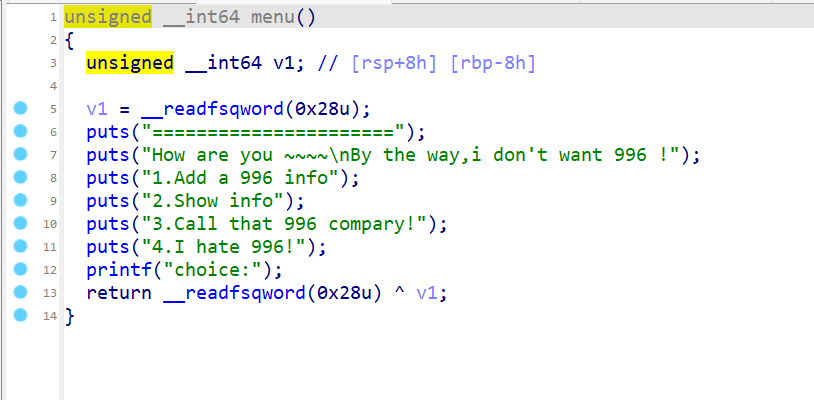 1 unsigned __int64 menu()
2 {
3 unsigned __int64 v1; // [rsp+8h] [rbp-8h]
4
5 v1 = __readfsqword(0x28u);
6 puts("======================");
7 puts("How are you ~~~~\nBy the way,i don't want 996 !");
8 puts("1.Add a 996 info");
9 puts("2.Show info");
10 puts("3.Call that 996 compary!");
11 puts("4.I hate 996!");
12 printf("choice:");
13 return __readfsqword(0x28u) ^ v1;
14 }